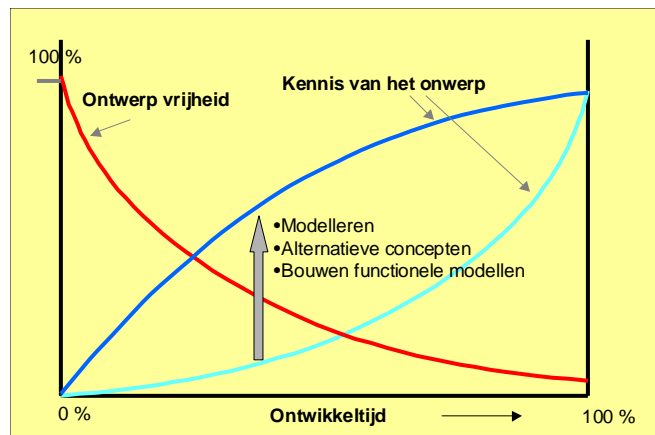 100 %
Ontwerp vrijheid
Kennis van het onwerp
•Modelleren
•Alternatieve concepten
•Bouwen functionele modellen
0 %
Ontwikkeltijd
100 %